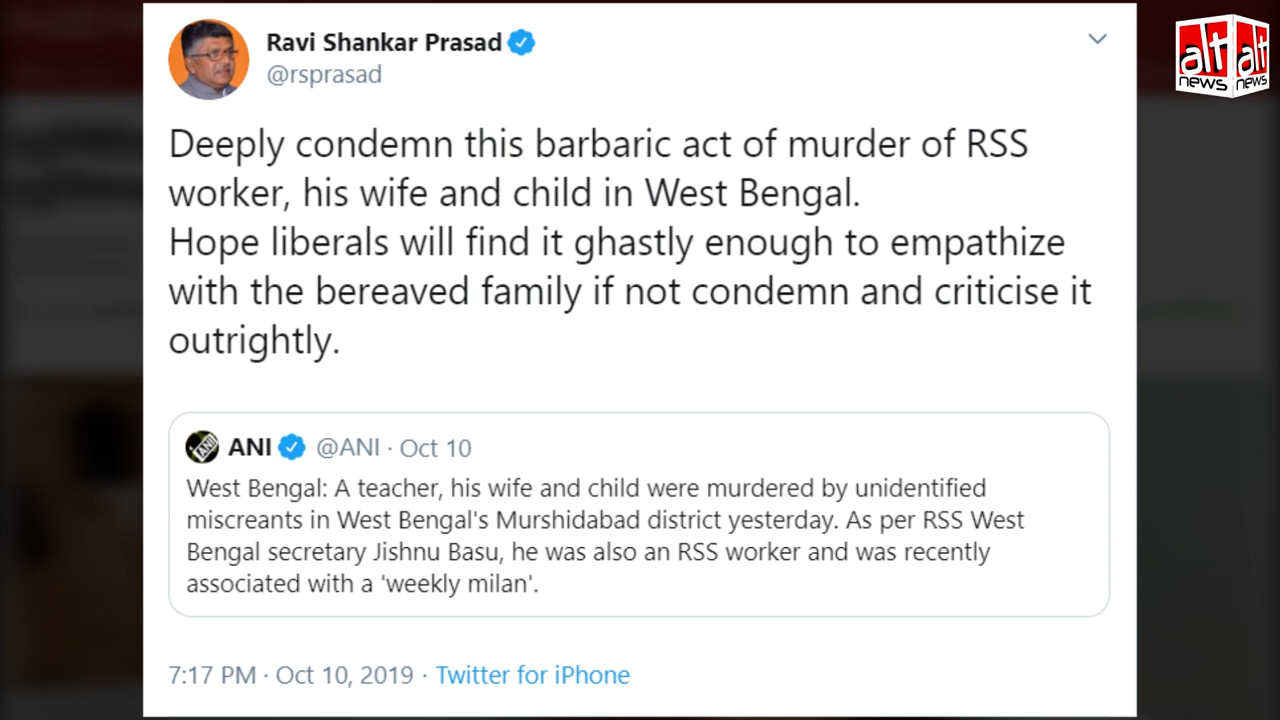 Ravi Shankar Prasad
@rsprasad
Deeply condemn this barbaric act of murder of RSS
worker, his wife and child in West Bengal.
Hope liberals will find it ghastly enough to empathize
with the bereaved family if not condemn and criticise it
outrightly.
ANI @ANI · Oct 10
West Bengal: A teacher, his wife and child were murdered by unidentified
miscreants in West Bengal's Murshidabad district yesterday. As per RSS West
Bengal secretary Jishnu Basu, he was also an RSS worker and was recently
associated with a 'weekly milan'.
7:17 PM · Oct 10, 2019 · Twitter for iPhone
alt news
alt news